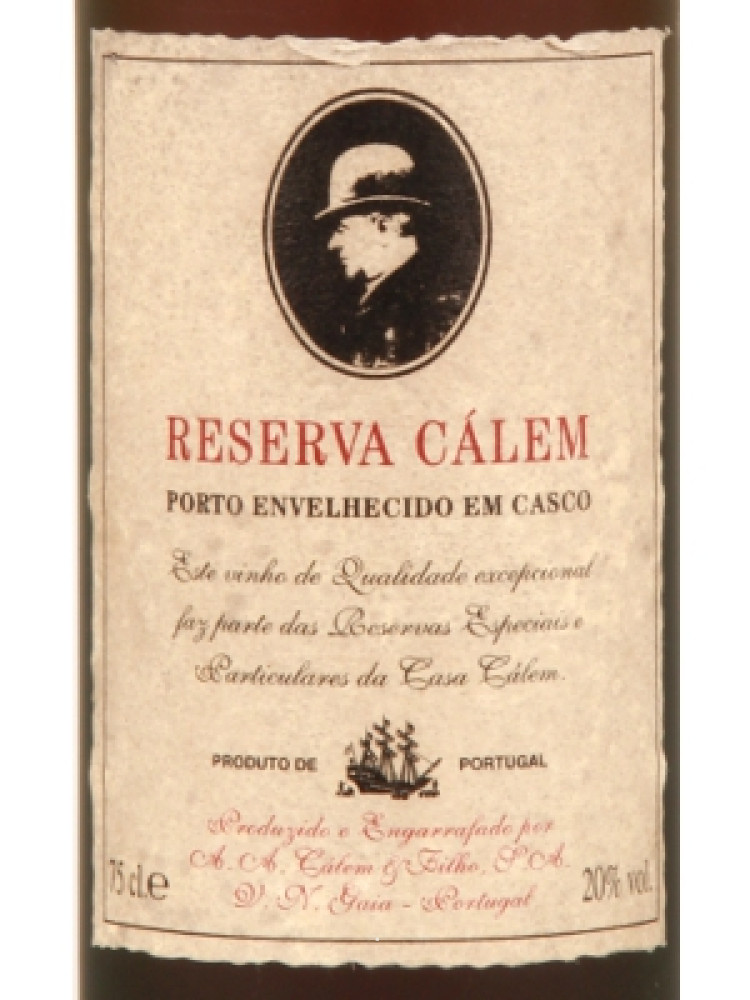 RESERVA CÁLEM
PORTO ENVELHECIDO EM CASCO
Este vinho de Qualidade excepcional
faz parte das Reservas Especiais e
Particulares da Casa Cálem.
PRODUTO DE PORTUGAL
Produzido e Engarrafado por
A. A. Cálem & Filho, S.A.
V. N. Gaia - Portugal
75 cl.e
20% vol.